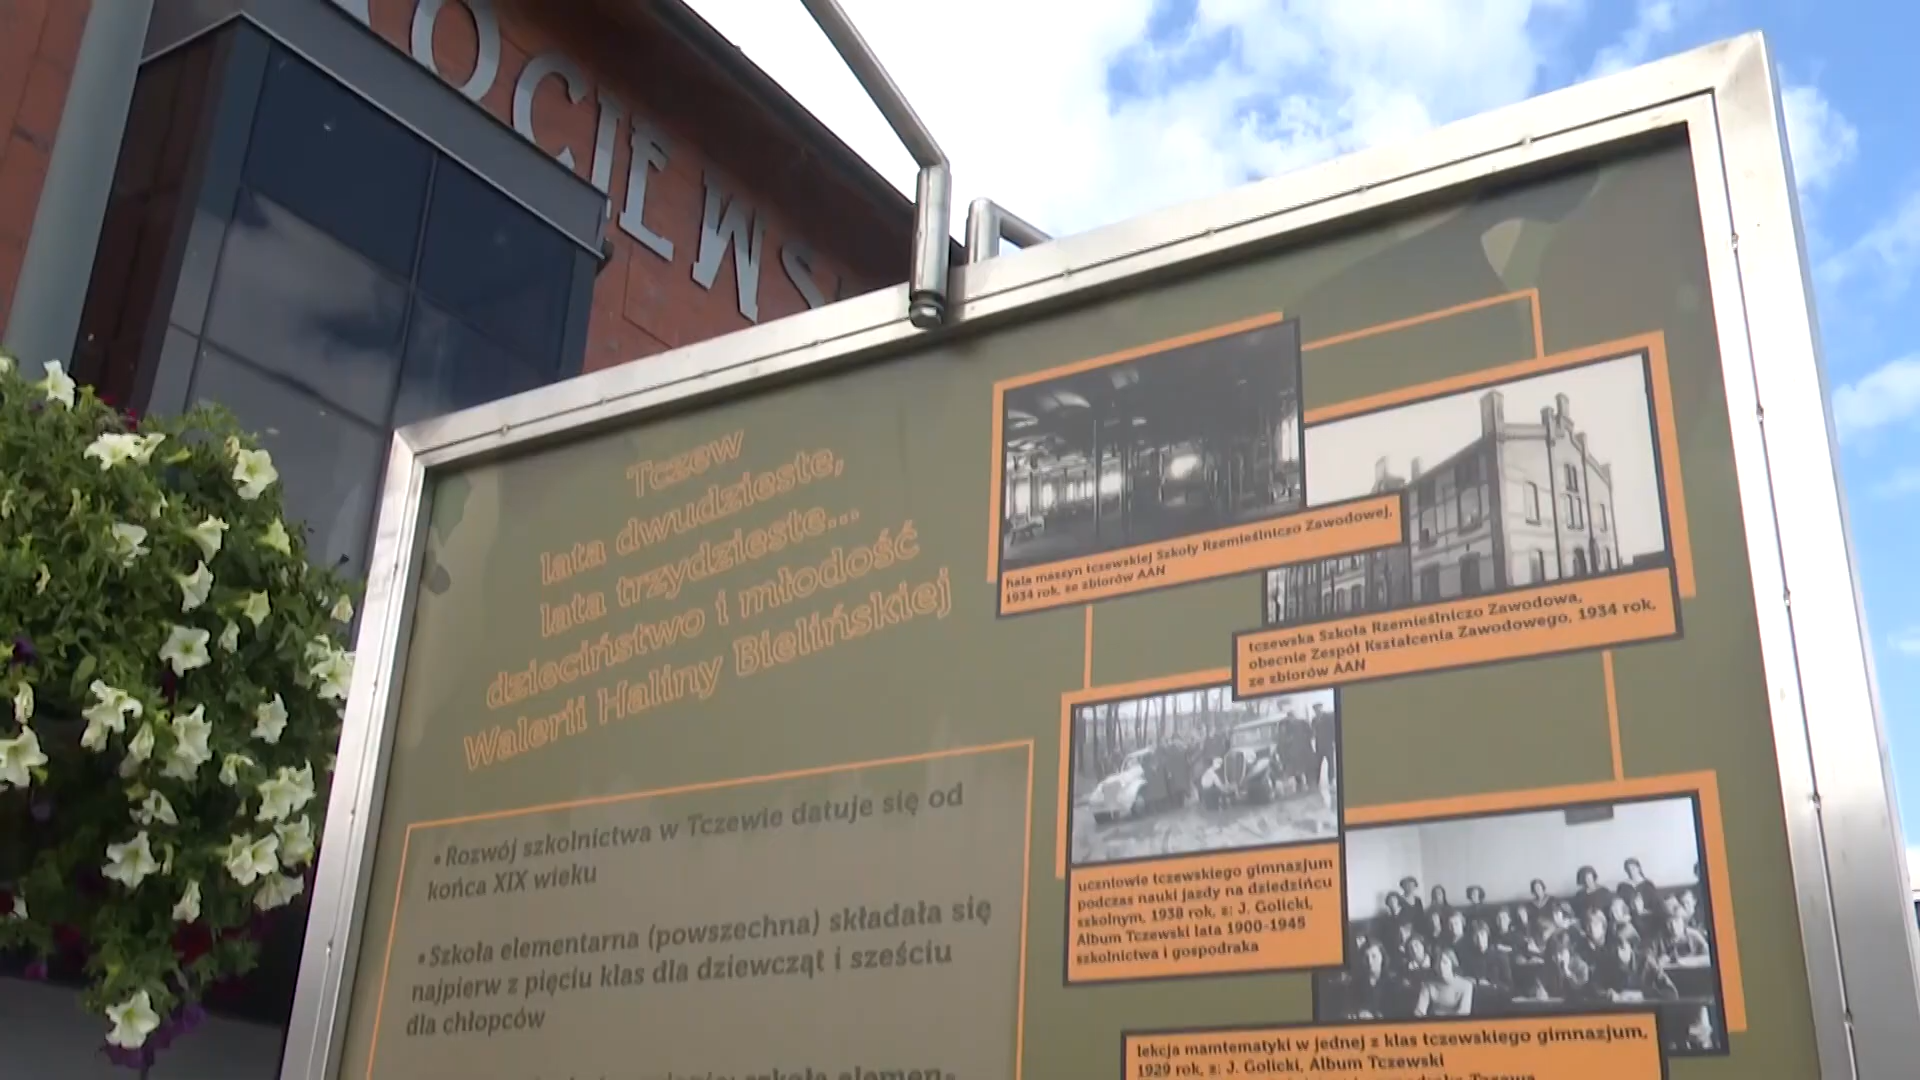 KOCIEWSK
Tczew
lata dwudzieste,
lata trzydzieste...
dzieciństwo i młodość
Walerii Haliny Bielińskiej
• Rozwój szkolnictwa w Tczewie datuje się od
końca XIX wieku
• Szkoła elementarna (powszechna) składała się
najpierw z pięciu klas dla dziewcząt i sześciu
dla chłopców
szkoła elemen-
hala maszyn tczewskiej Szkoły Rzemieślniczo Zawodowej,
1934 rok, ze zbiorów AAN
tczewska Szkoła Rzemieślniczo Zawodowa,
obecnie Zespół Kształcenia Zawodowego, 1934 rok,
ze zbiorów AAN
uczniowie tczewskiego gimnazjum
podczas nauki jazdy na dziedzińcu
szkolnym, 1938 rok, z: J. Golicki,
Album Tczewski lata 1900-1945
szkolnictwa i gospodraka
lekcja mamtematyki w jednej z klas tczewskiego gimnazjum,
1929 rok, z: J. Golicki, Album Tczewski